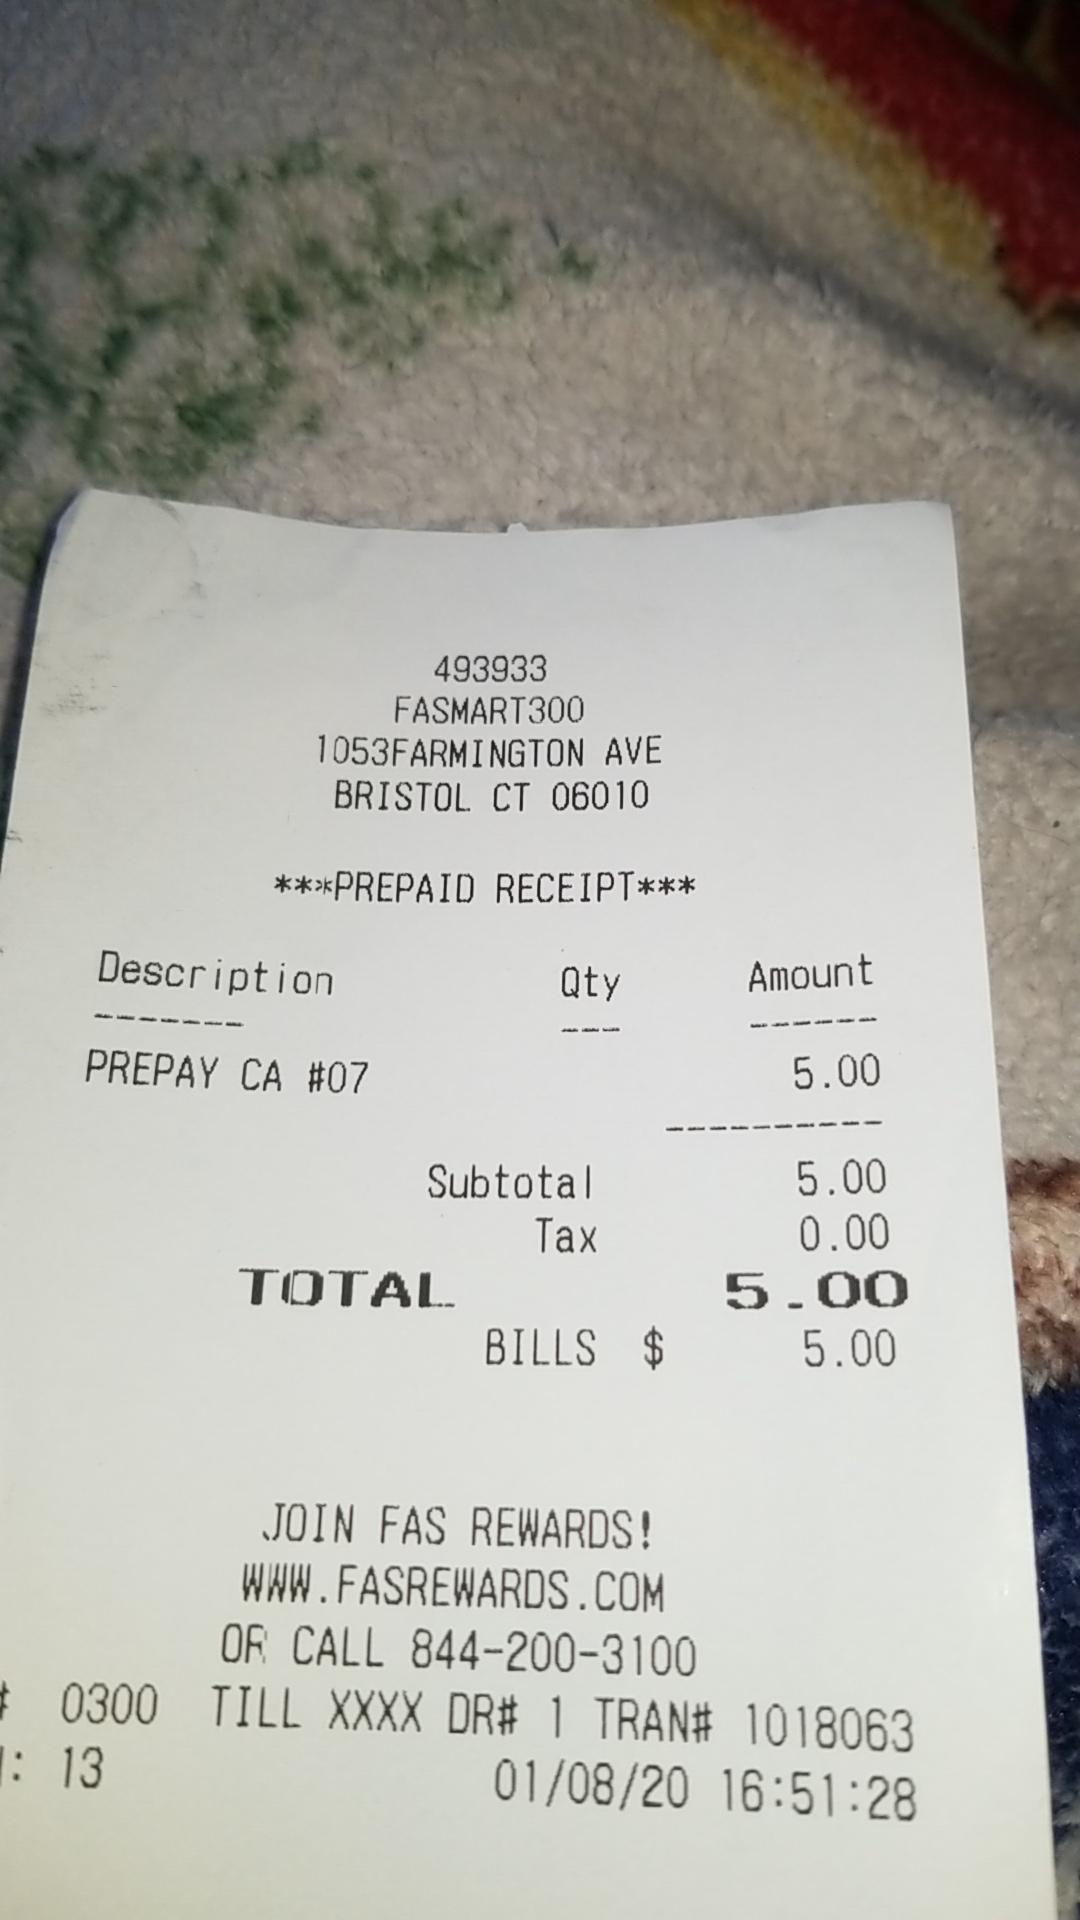 493933
FASMART300
1053FARMINGTON AVE
BRISTOL CT 06010
***PREPAID RECEIPT***
Description Qty Amount
------- --- ------
PREPAY CA #07 5.00
----------
Subtotal 5.00
Tax 0.00
TOTAL 5.00
BILLS $ 5.00
JOIN FAS REWARDS!
WWW.FASREWARDS.COM
OR CALL 844-200-3100
# 0300 TILL XXXX DR# 1 TRAN# 1018063
: 13 01/08/20 16:51:28